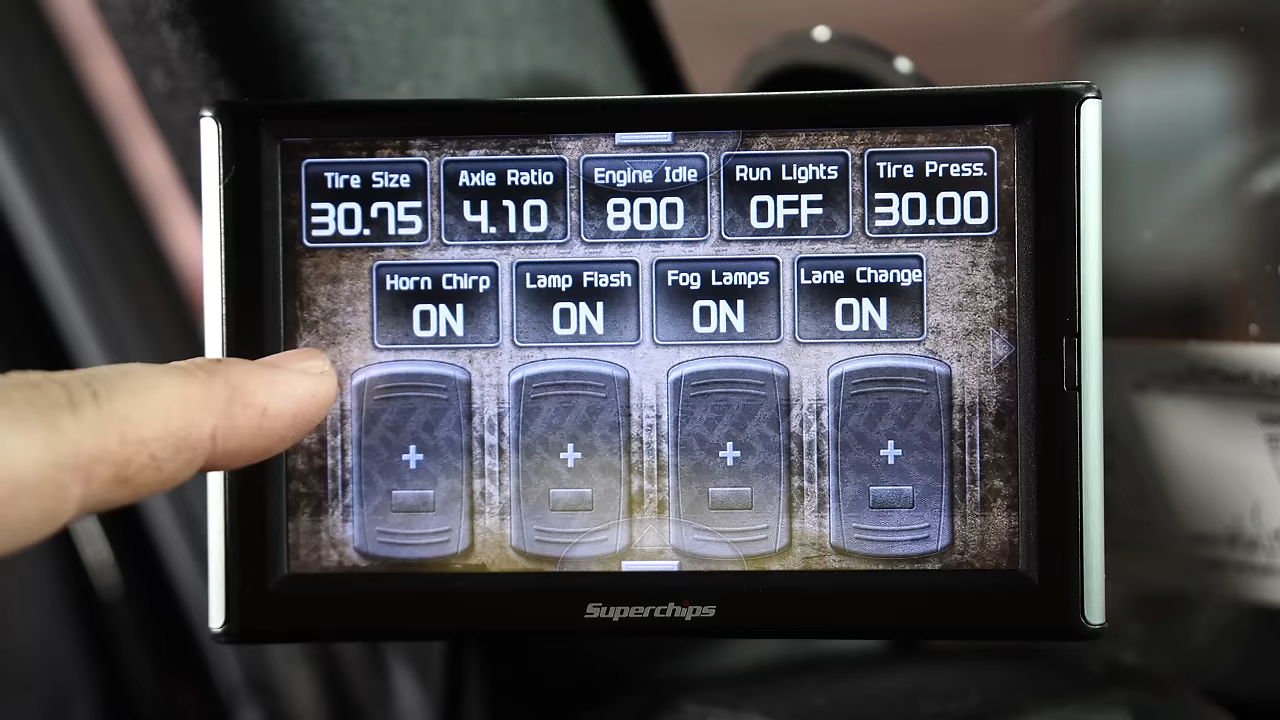 Tire Size
30.75
Axle Ratio
4.10
Engine Idle
800
Run Lights
OFF
Tire Press.
30.00
Horn Chirp
ON
Lamp Flash
ON
Fog Lamps
ON
Lane Change
ON
+
+
+
+
Superchips